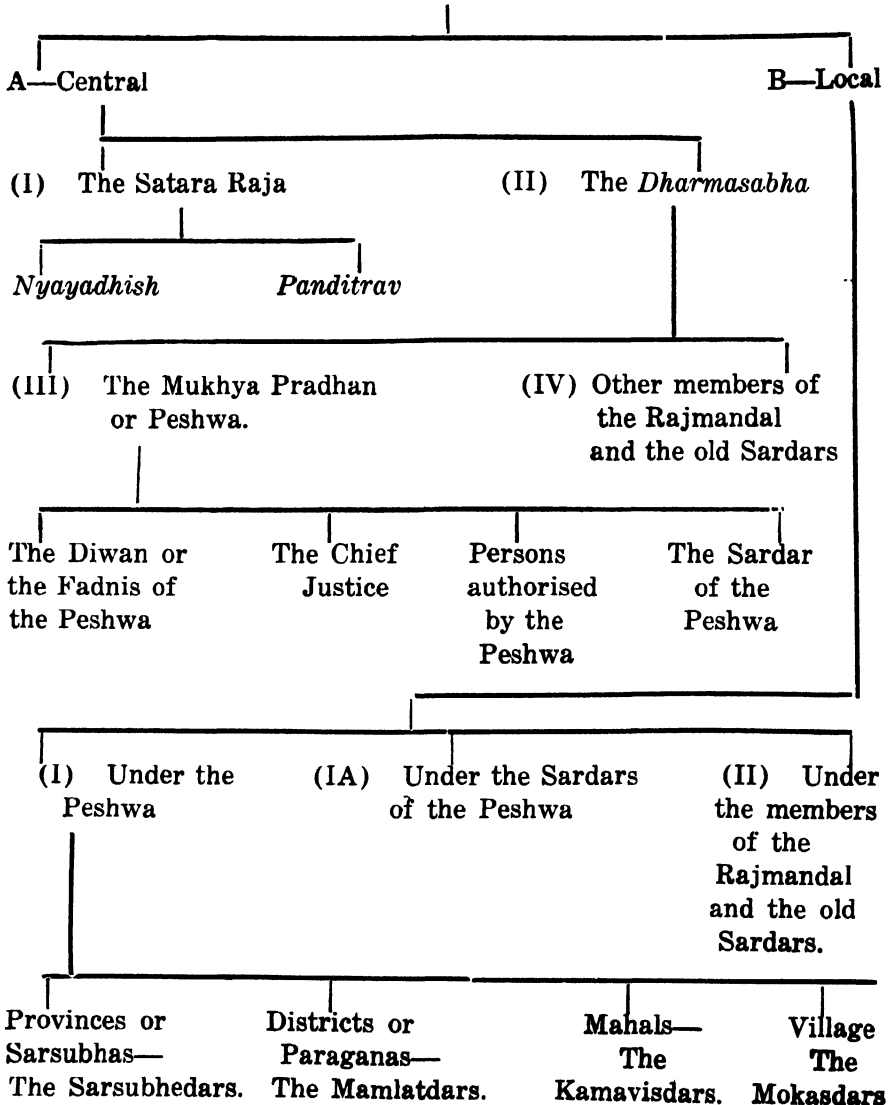 A—Central
B—Local
(I) The Satara Raja
(II) The Dharmasabha
Nyayadhish
Panditrav
(III) The Mukhya Pradhan
or Peshwa.
(IV) Other members of
the Rajmandal
and the old Sardars
The Diwan or
the Fadnis of
the Peshwa
The Chief
Justice
Persons
authorised
by the
Peshwa
The Sardar
of the
Peshwa
(I) Under the
Peshwa
(IA) Under the Sardars
of the Peshwa
(II) Under
the members
of the
Rajmandal
and the old
Sardars.
Provinces or
Sarsubhas—
The Sarsubhedars.
Districts or
Paraganas—
The Mamlatdars.
Mahals—
The
Kamavisdars.
Village
The
Mokasdars